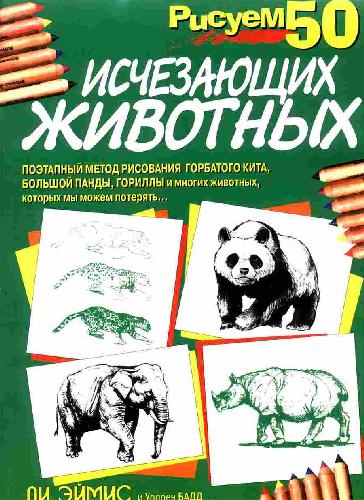 Рисуем 50
ИСЧЕЗАЮЩИХ
ЖИВОТНЫХ
ПОЭТАПНЫЙ МЕТОД РИСОВАНИЯ ГОРБАТОГО КИТА,
БОЛЬШОЙ ПАНДЫ, ГОРИЛЛЫ и многих животных,
которых мы можем потерять...
ЛИ ЭЙМИС и Уоррен БАДД